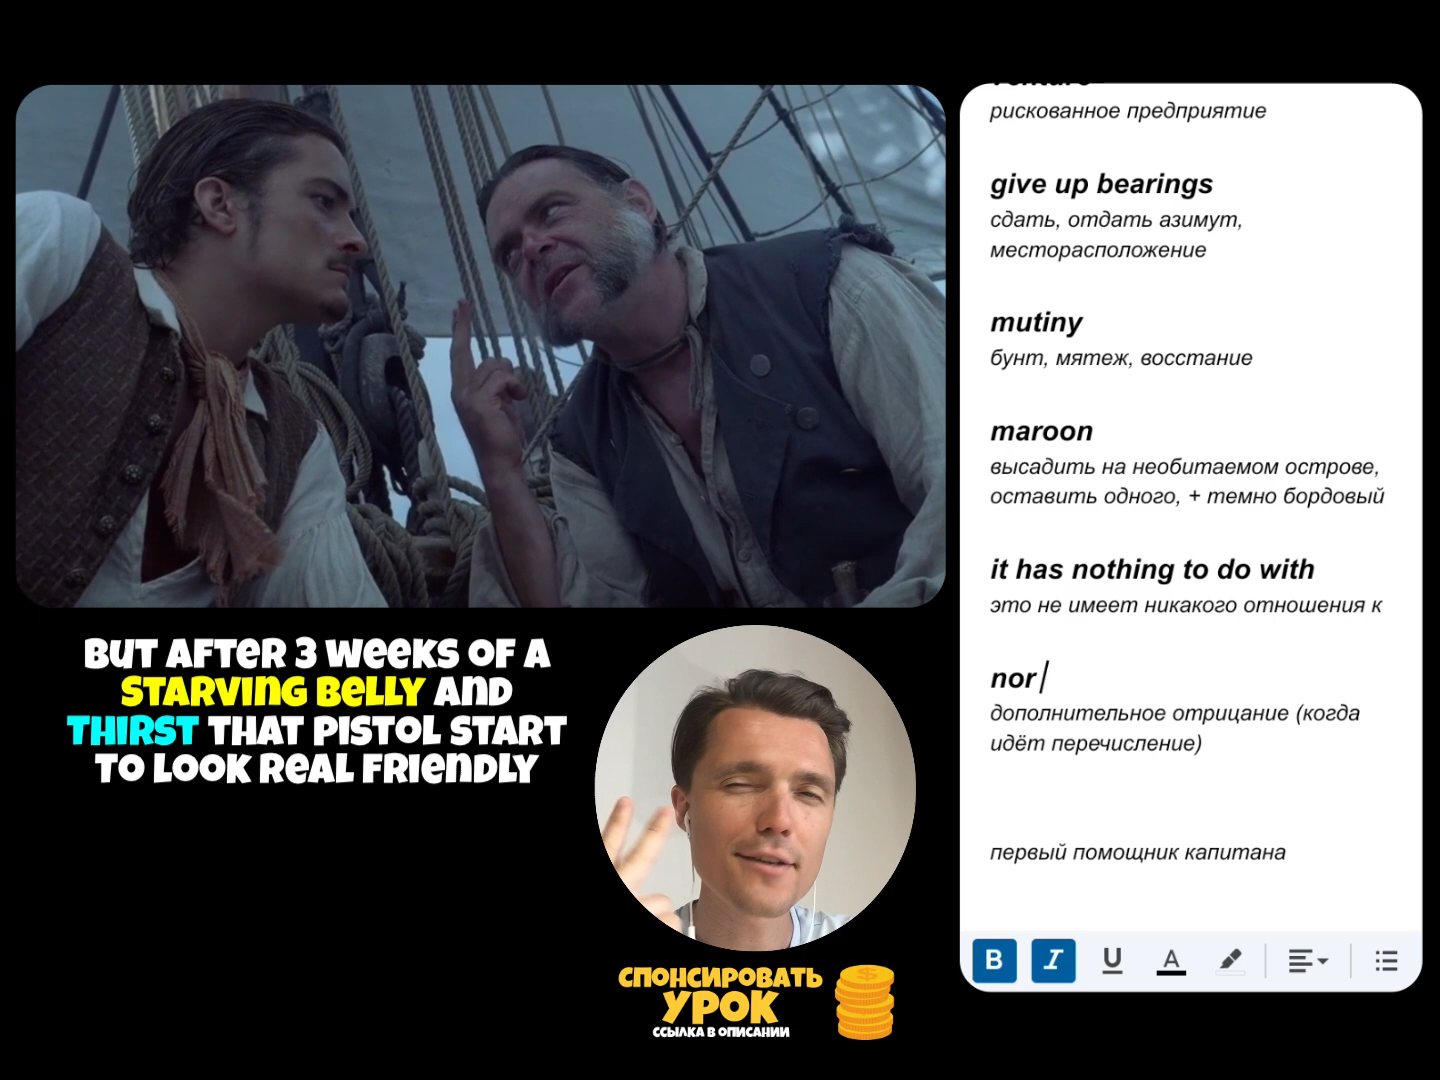 BUT AFTER 3 WEEKS OF A
STARVING BELLY AND
THIRST THAT PISTOL START
TO LOOK REAL FRIENDLY
СПОНСИРОВАТЬ
УРОК
ССЫЛКА В ОПИСАНИИ
рискованное предприятие
give up bearings
сдать, отдать азимут,
месторасположение
mutiny
бунт, мятеж, восстание
maroon
высадить на необитаемом острове,
оставить одного, + темно бордовый
it has nothing to do with
это не имеет никакого отношения к
nor
дополнительное отрицание (когда
идёт перечисление)
первый помощник капитана
B I U A